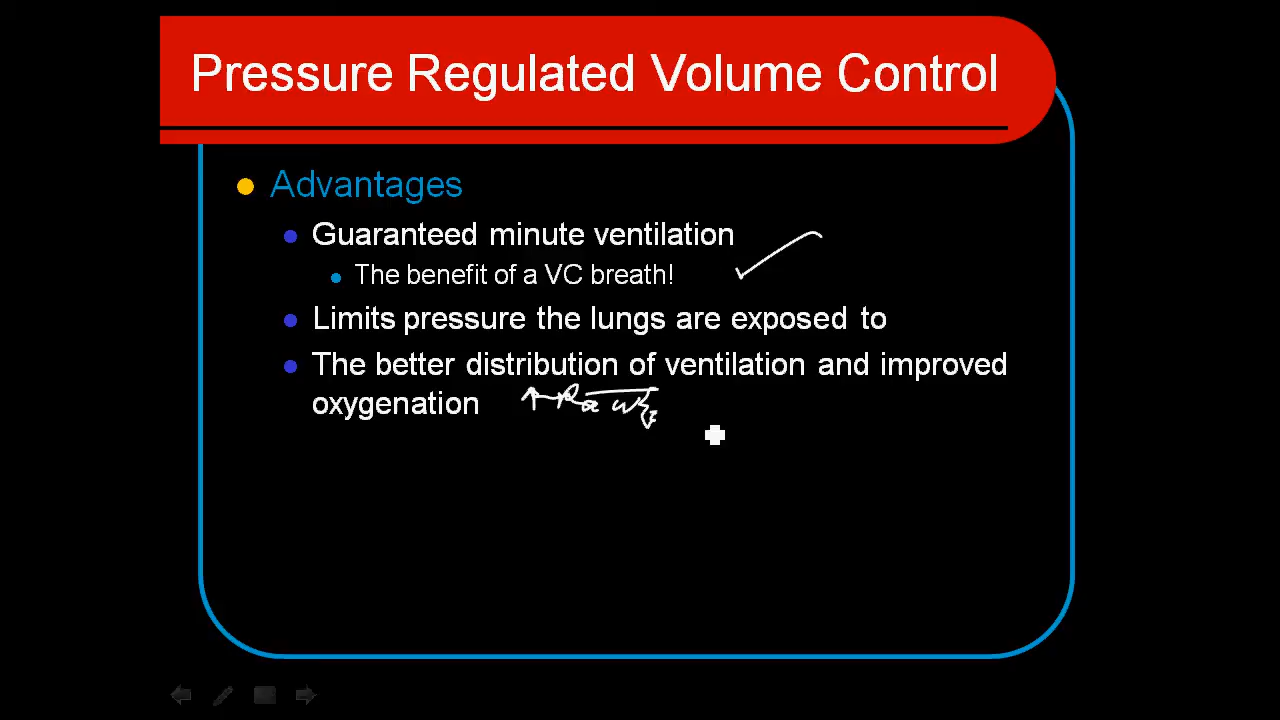 Pressure Regulated Volume Control
Advantages
Guaranteed minute ventilation
The benefit of a VC breath!
Limits pressure the lungs are exposed to
The better distribution of ventilation and improved
oxygenation